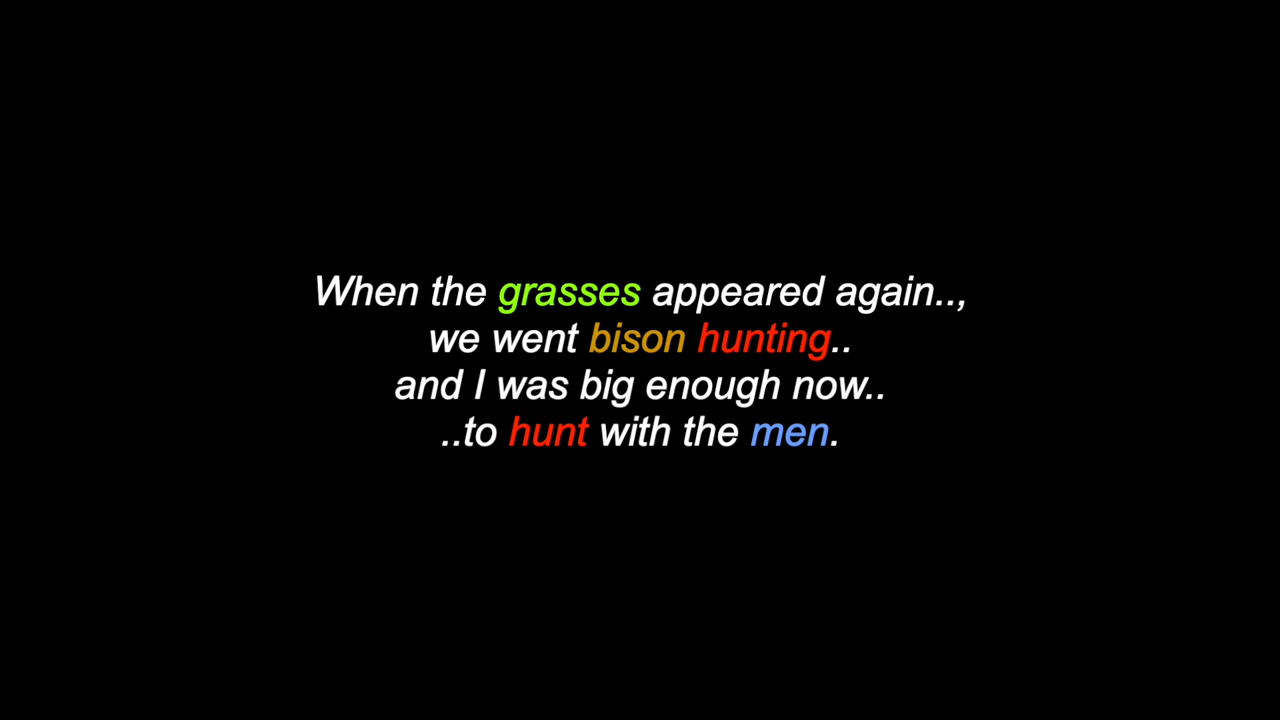 When the grasses appeared again..,
we went bison hunting..
and I was big enough now..
..to hunt with the men.